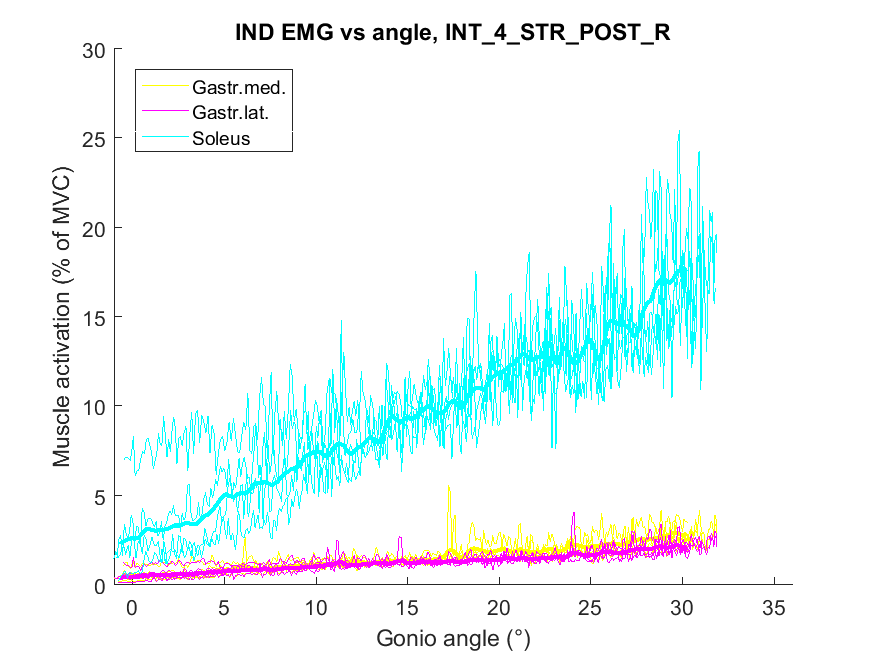 IND EMG vs angle, INT_4_STR_POST_R
30
Gastr.med.
Gastr.lat.
Soleus
25
20
15
10
5
0
Muscle activation (% of MVC)
0 5 10 15 20 25 30 35
Gonio angle (°)